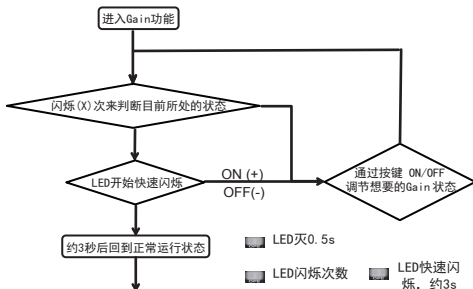 进入Gain功能
闪烁(X)次来判断目前所处的状态
LED开始快速闪烁
ON (+)
OFF(-)
通过按键 ON/OFF
调节想要的Gain 状态
约3秒后回到正常运行状态
LED灭0.5s
LED闪烁次数
LED快速闪
烁，约3s